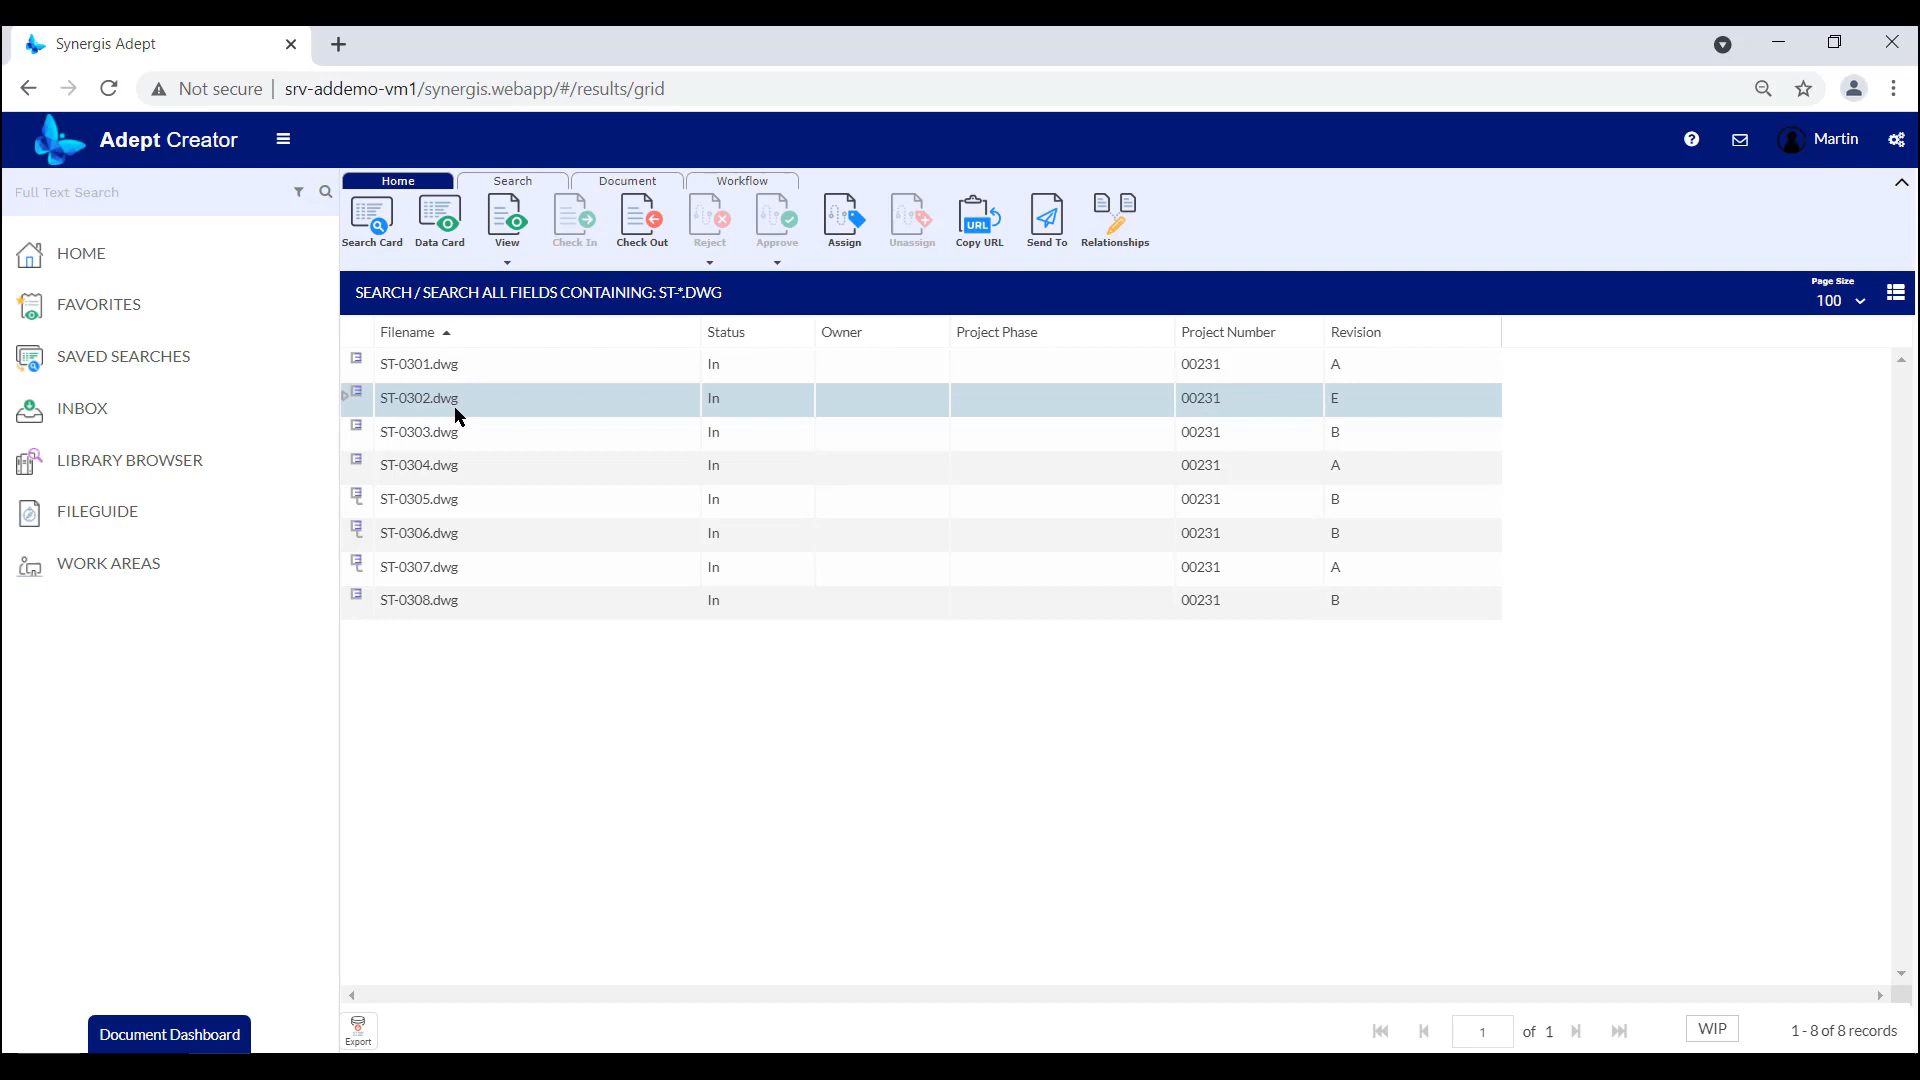 Synergis Adept
Not secure | srv-addemo-vm1/synergis.webapp/#/results/grid
Adept Creator
Martin
Full Text Search
Home Search Document Workflow
Search Card Data Card View Check In Check Out Reject Approve Assign Unassign Copy URL Send To Relationships
URL
HOME
FAVORITES
SAVED SEARCHES
INBOX
LIBRARY BROWSER
FILEGUIDE
WORK AREAS
SEARCH / SEARCH ALL FIELDS CONTAINING: ST-*.DWG
Page Size
100
Filename Status Owner Project Phase Project Number Revision
ST-0301.dwg In 00231 A
ST-0302.dwg In 00231 E
ST-0303.dwg In 00231 B
ST-0304.dwg In 00231 A
ST-0305.dwg In 00231 B
ST-0306.dwg In 00231 B
ST-0307.dwg In 00231 A
ST-0308.dwg In 00231 B
Document Dashboard
Export
1 of 1
WIP
1 - 8 of 8 records